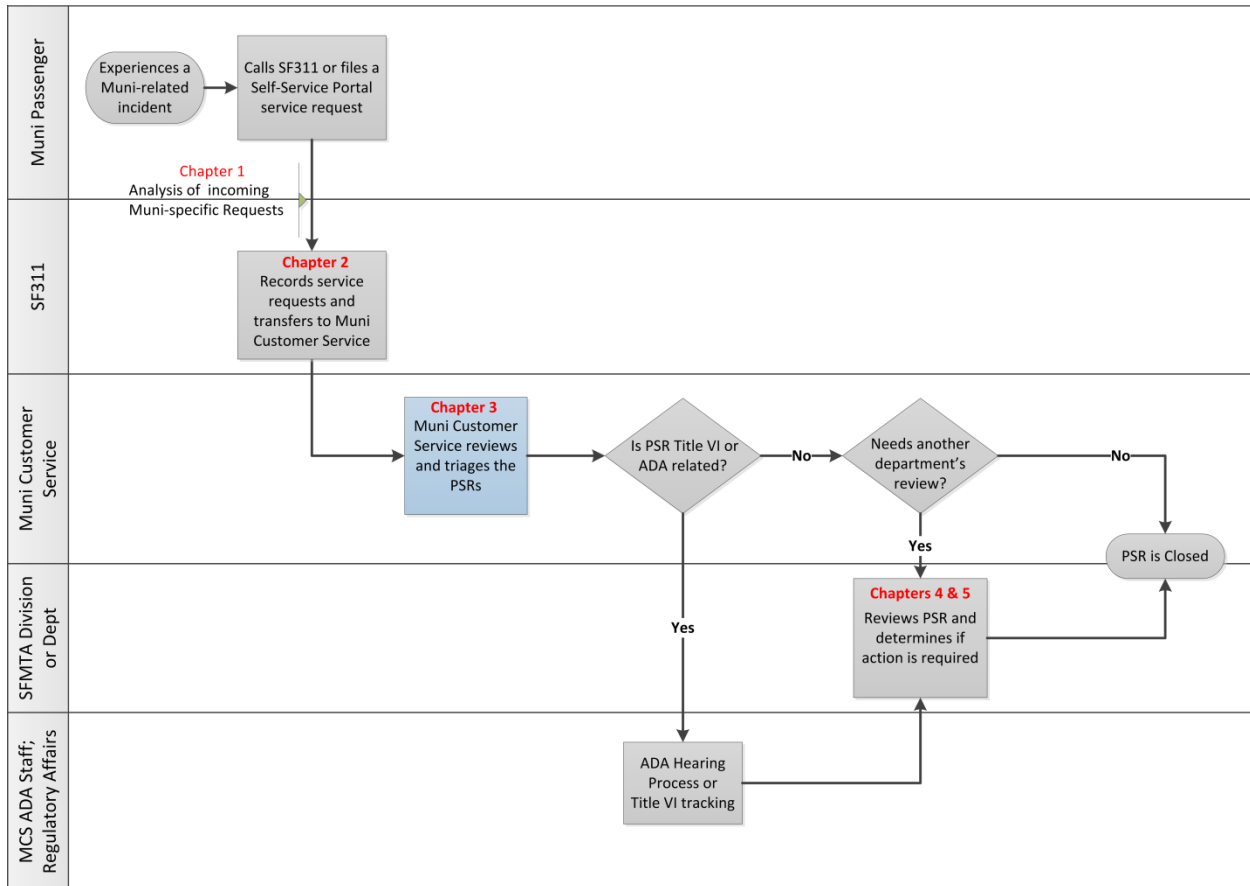 Muni Passenger
Experiences a
Muni-related
incident
Calls SF311 or files a
Self-Service Portal
service request
Chapter 1
Analysis of  incoming
Muni-specific Requests
SF311
Chapter 2
Records service
requests and
transfers to Muni
Customer Service
Muni Customer
Service
Chapter 3
Muni Customer
Service reviews
and triages the
PSRs
Is PSR Title VI or
ADA related?
No
Needs another
department’s
review?
No
Yes
PSR is Closed
SFMTA Division
or Dept
Yes
Chapters 4 & 5
Reviews PSR and
determines if
action is required
MCS ADA Staff;
Regulatory Affairs
ADA Hearing
Process or
Title VI tracking